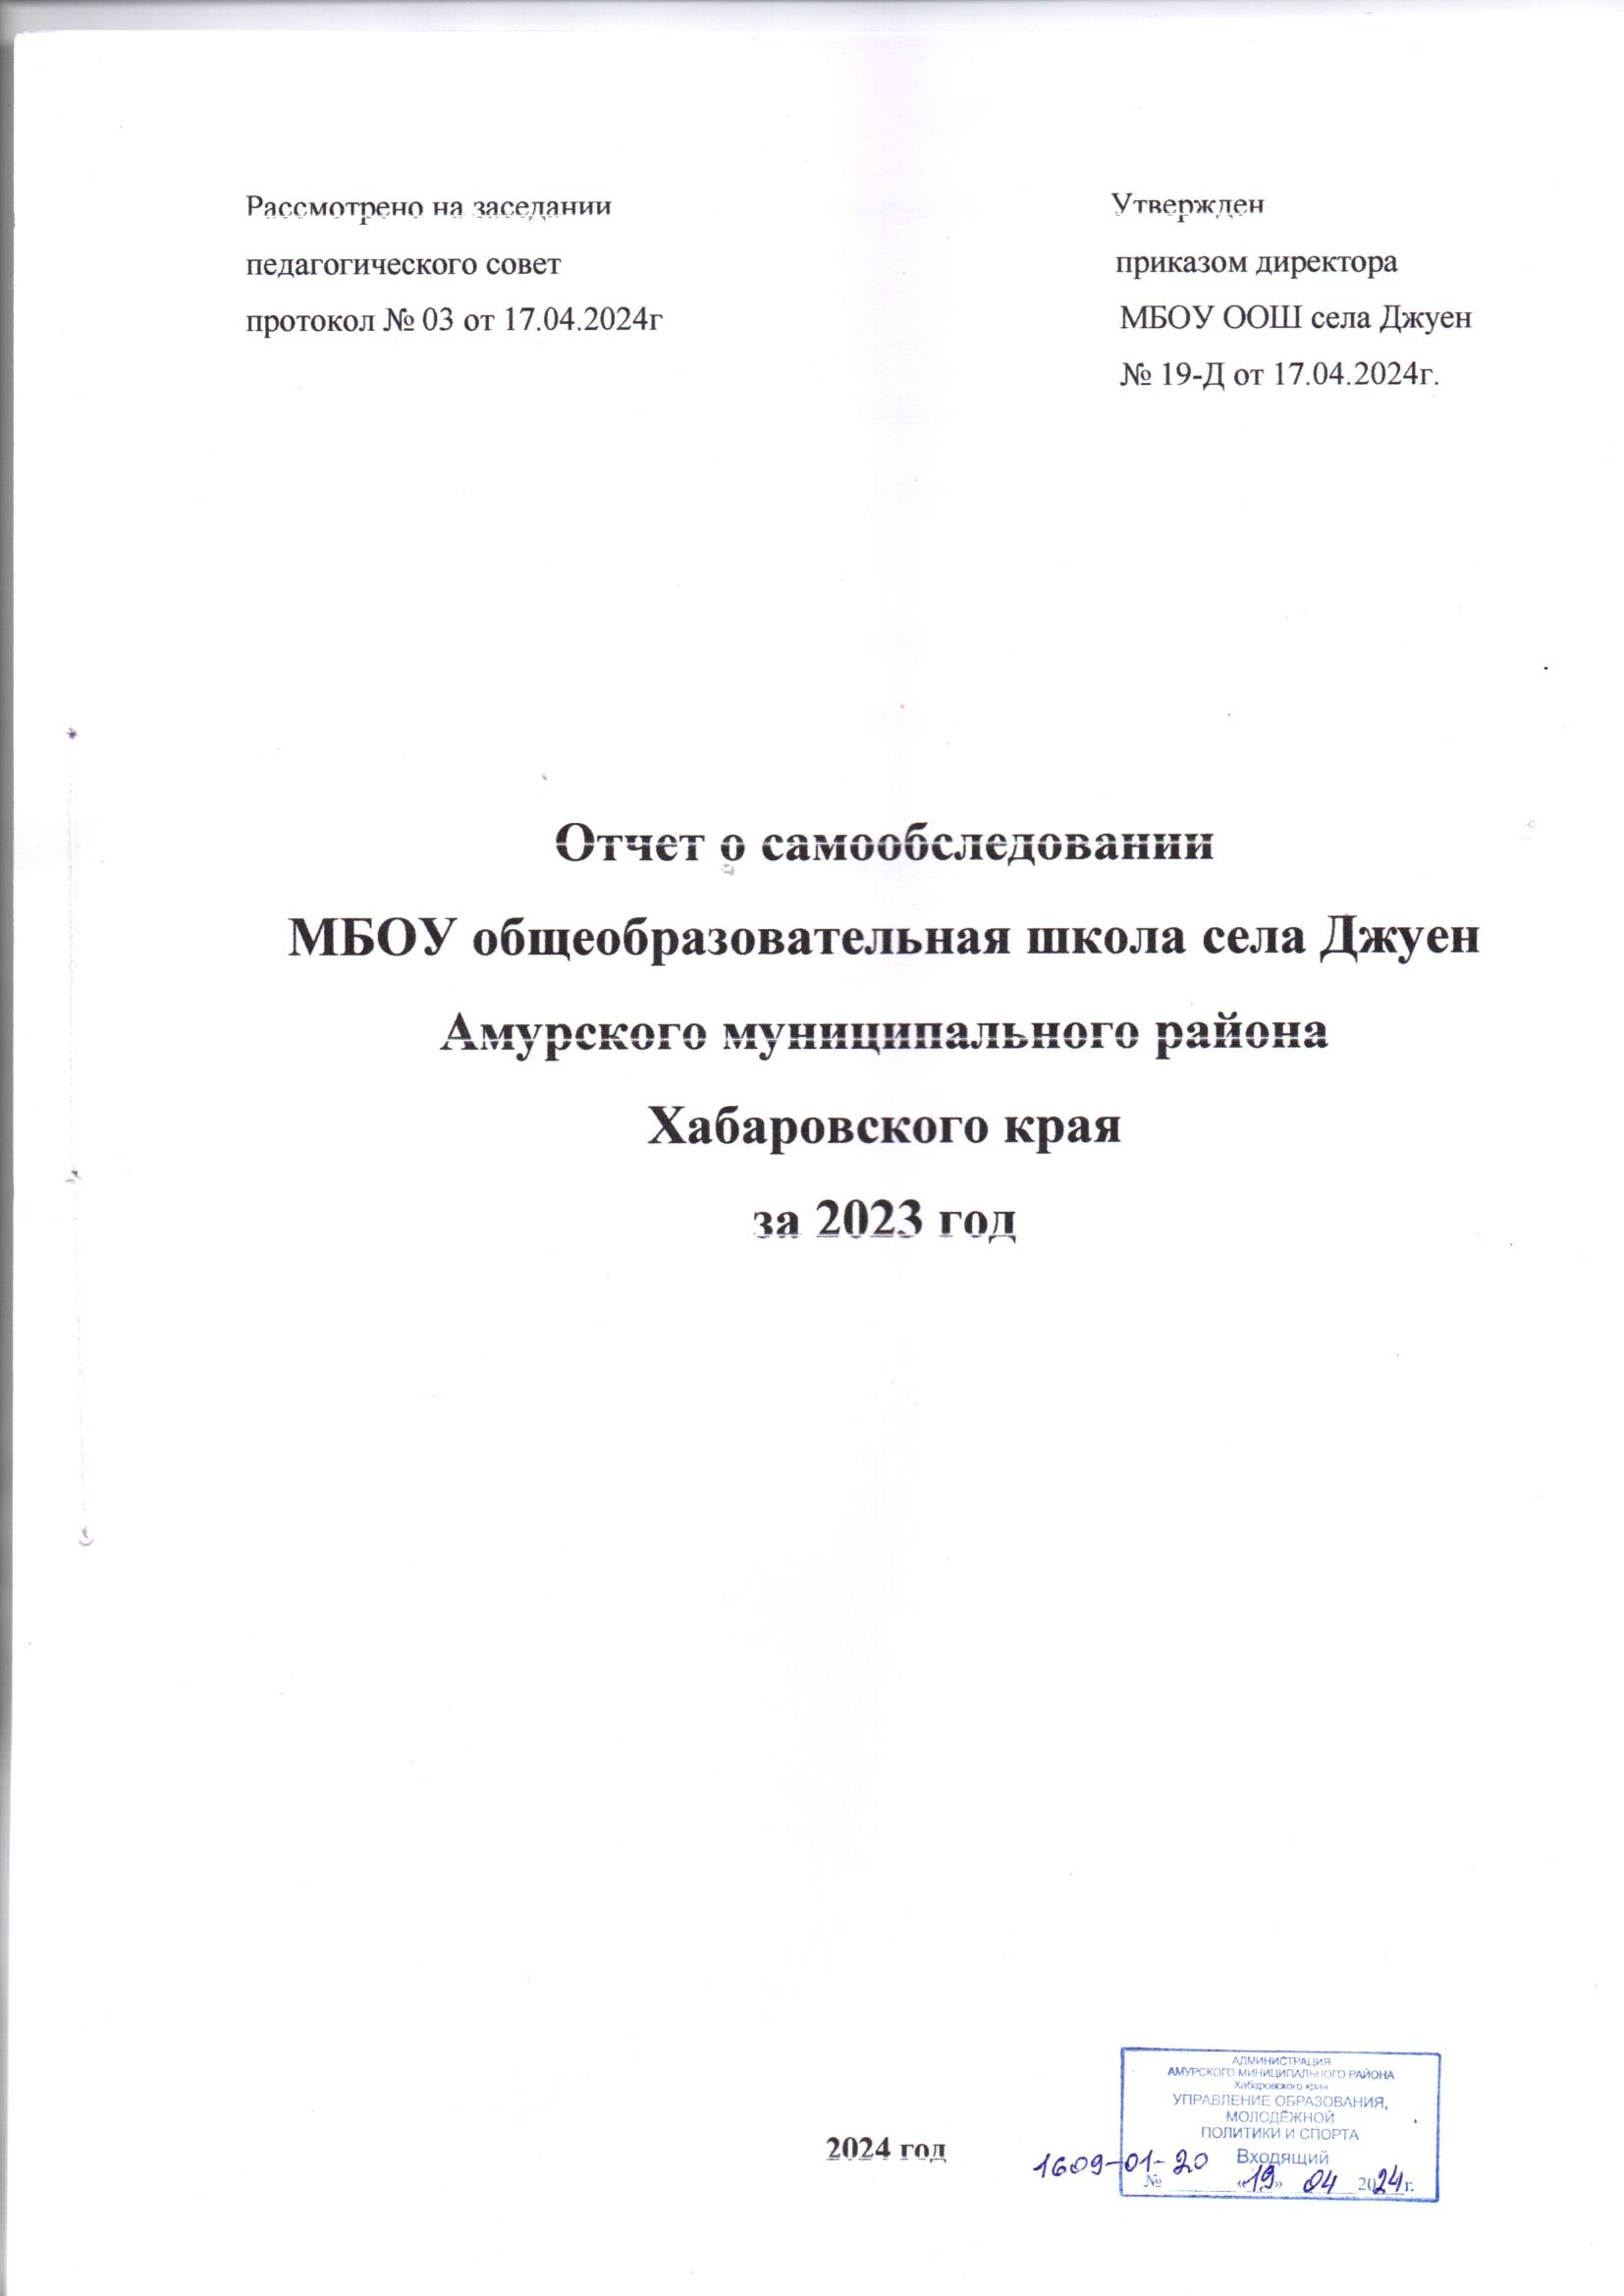 Рассмотрено на заседании
педагогического совет
протокол № 03 от 17.04.2024г
Утвержден
приказом директора
МБОУ ООШ села Джуен
№ 19-Д от 17.04.2024г.
Отчет о самообследовании
МБОУ общеобразовательная школа села Джуен
Амурского муниципального района
Хабаровского края
за 2023 год
2024 год
АДМИНИСТРАЦИЯ
АМУРСКОГО МУНИЦИПАЛЬНОГО РАЙОНА
Хабаровского края
УПРАВЛЕНИЕ ОБРАЗОВАНИЯ,
МОЛОДЁЖНОЙ
ПОЛИТИКИ И СПОРТА
Входящий
1609-01-20
№ «19» 04 2024г.